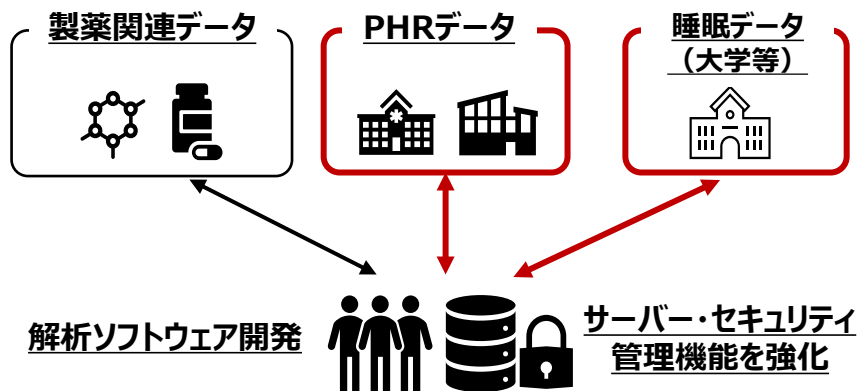 製薬関連データ
PHRデータ
睡眠データ
（大学等）
解析ソフトウェア開発
サーバー・セキュリティ
管理機能を強化